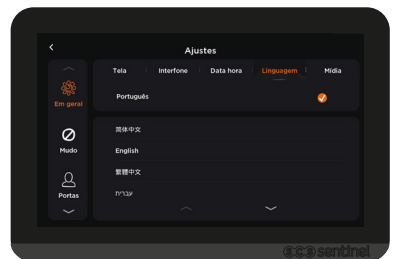 Ajustes
Tela Interfone Data hora Linguagem Mídia
Em geral
Português
Mudo
简体中文
English
繁體中文
Portas
עברית
sentinel